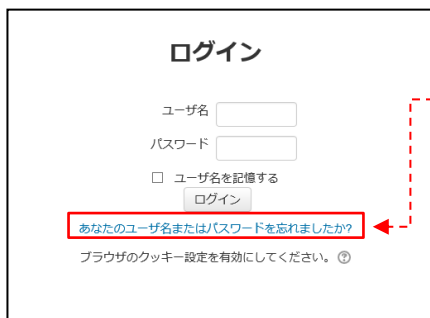 ログイン
ユーザ名
パスワード
ユーザ名を記憶する
ログイン
あなたのユーザ名またはパスワードを忘れましたか?
ブラウザのクッキー設定を有効にしてください。 ?